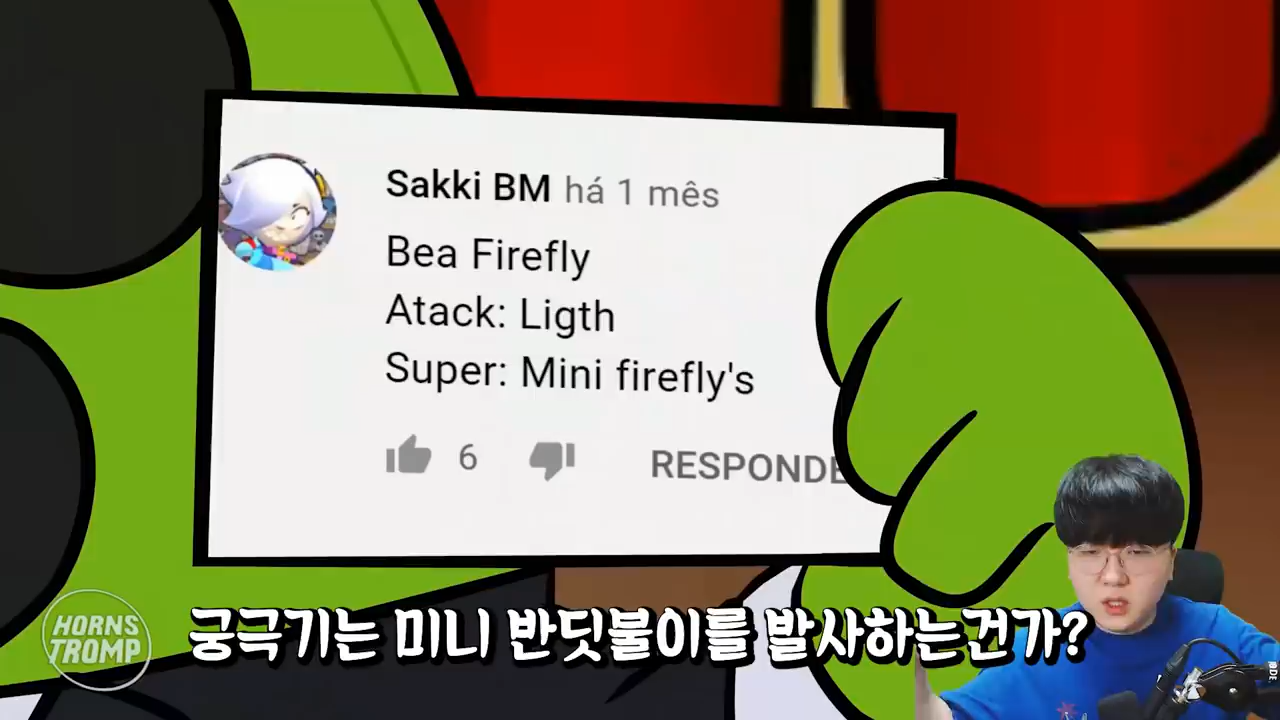 Sakki BM há 1 mês
Bea Firefly
Atack: Ligth
Super: Mini firefly's
6 RESPONDE
HORNS
TROMP
궁극기는 미니 반딧불이를 발사하는건가?